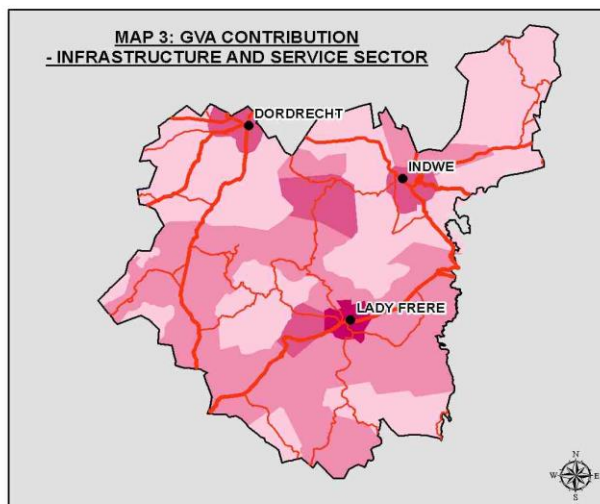 MAP 3: GVA CONTRIBUTION
- INFRASTRUCTURE AND SERVICE SECTOR
DORDRECHT
INDWE
LADY FRERE
N
W E
S